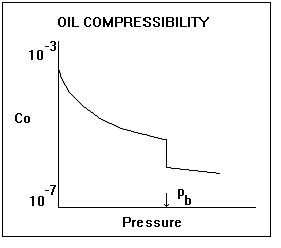 OIL COMPRESSIBILITY
10-3
Co
10-7
Pb
Pressure